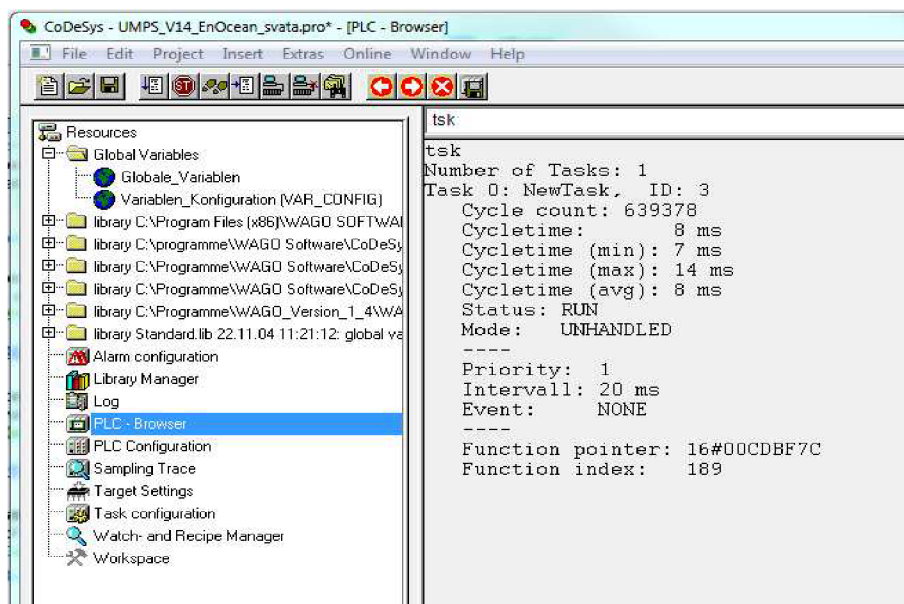 CoDeSys - UMPS_V14_EnOcean_svata.pro* - [PLC - Browser]
File Edit Project Insert Extras Online Window Help
Resources
Global Variables
Globale_Variablen
Variablen_Konfiguration (VAR_CONFIG)
library C:\Program Files (x86)\WAGO SOFTWAI
library C:\programme\WAGO Software\CoDeSy
library C:\Programme\WAGO Software\CoDeSy
library C:\Programme\WAGO Software\CoDeSy
library C:\Programme\WAGO_Version_1_4\WA
library Standard.lib 22.11.04 11:21:12: global va
Alarm configuration
Library Manager
Log
PLC - Browser
PLC Configuration
Sampling Trace
Target Settings
Task configuration
Watch- and Recipe Manager
Workspace
tsk
tsk
Number of Tasks: 1
Task 0: NewTask, ID: 3
Cycle count: 639378
Cycletime: 8 ms
Cycletime (min): 7 ms
Cycletime (max): 14 ms
Cycletime (avg): 8 ms
Status: RUN
Mode: UNHANDLED
----
Priority: 1
Intervall: 20 ms
Event: NONE
----
Function pointer: 16#00CDBF7C
Function index: 189